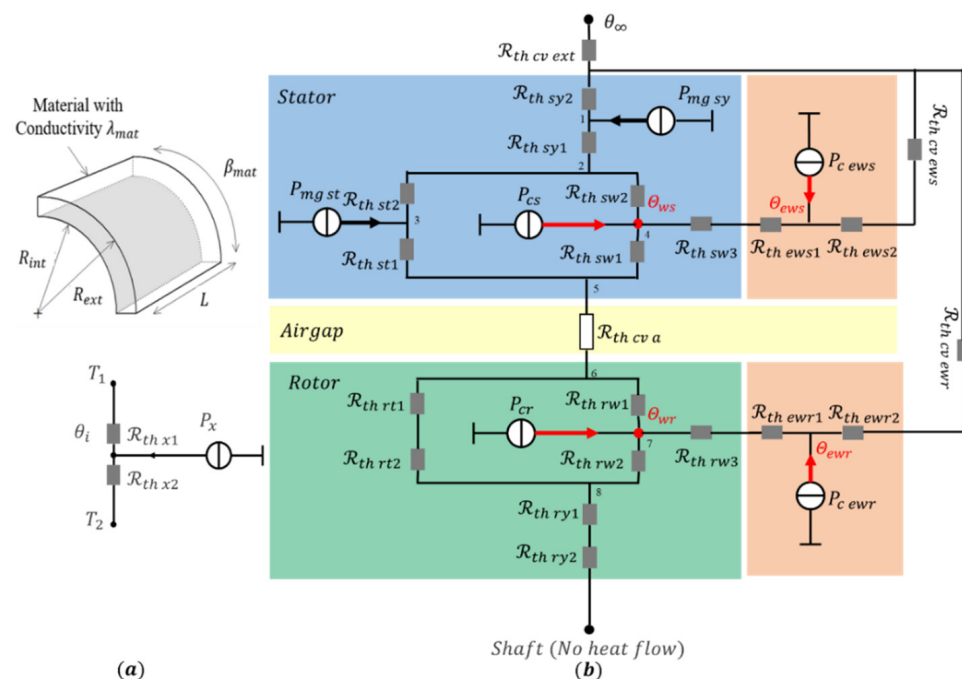 Material with
Conductivity λmat
βmat
Rint
Rext
L
T1
θi
Rth x1
Px
Rth x2
T2
(a)
θ∞
Rth cv ext
Stator
Rth sy2
Pmg sy
1
Rth sy1
2
Pmg st
Rth st2
3
Rth st1
Pcs
Rth sw2
θws
4
Rth sw1
Rth sw3
5
Pc ews
θews
Rth ews1
Rth ews2
Rth cv ews
Airgap
Rth cv a
Rotor
6
Rth rt1
Rth rt2
Pcr
Rth rw1
θwr
7
Rth rw2
Rth rw3
8
Rth ry1
Rth ry2
Rth ewr1
Rth ewr2
θewr
Pc ewr
Rth cv ewr
Shaft (No heat flow)
(b)